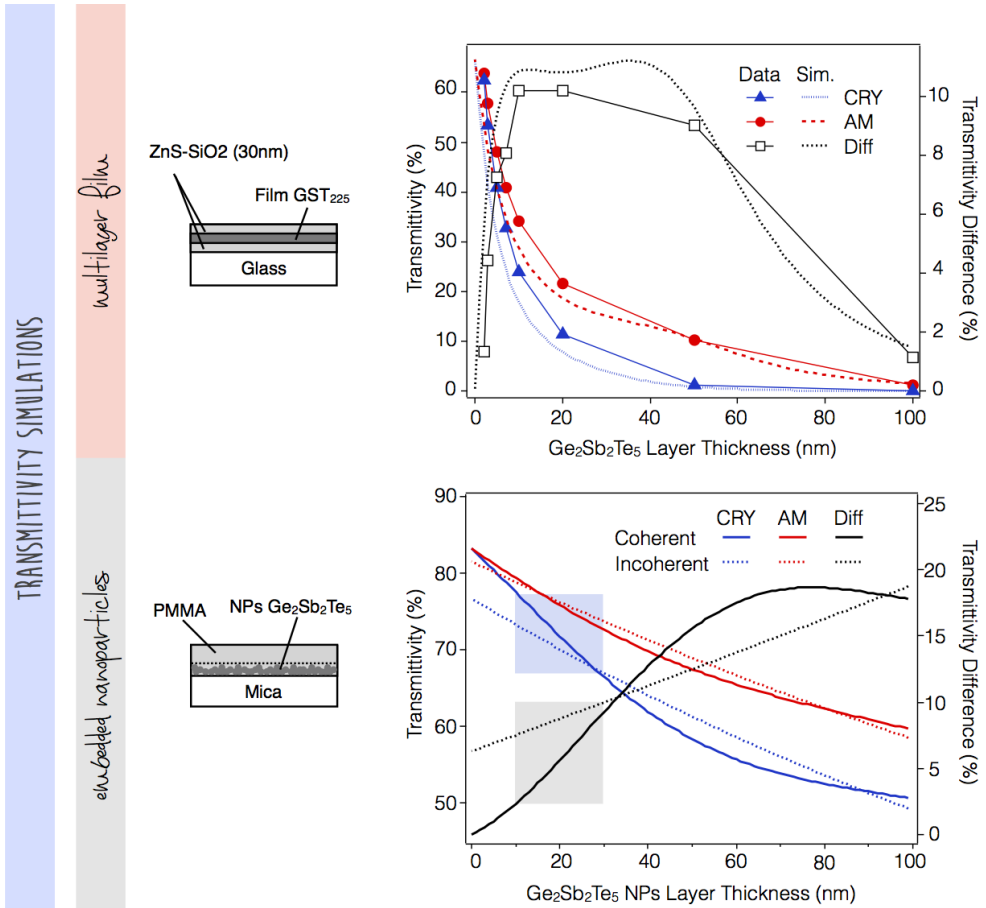 TRANSMITTIVITY SIMULATIONS
multilayer film
ZnS-SiO2 (30nm)
Film GST225
Glass
Transmittivity (%)
60
50
40
30
20
10
0
Data Sim.
CRY
AM
Diff
10
8
6
4
2
0
Transmittivity Difference (%)
0 20 40 60 80 100
Ge2Sb2Te5 Layer Thickness (nm)
embedded nanoparticles
PMMA
NPs Ge2Sb2Te5
Mica
Transmittivity (%)
90
80
70
60
50
CRY AM Diff
Coherent
Incoherent
25
20
15
10
5
0
Transmittivity Difference (%)
0 20 40 60 80 100
Ge2Sb2Te5 NPs Layer Thickness (nm)